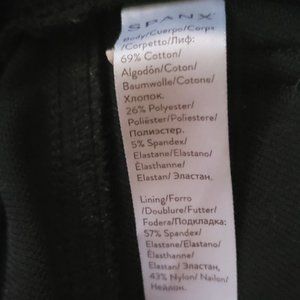 SPANX
Body/Cuerpo/Corps
/Corpetto/Лиф:
69% Cotton/
Algodón/Coton/
Baumwolle/Cotone/
Хлопок.
26% Polyester/
Poliéster/Poliestere/
Полиэстер.
5% Spandex/
Elastane/Elastano/
Élasthanne/
Elastan/ Эластан.
Lining/Forro
/Doublure/Futter/
Fodera/Подкладка:
57% Spandex/
Elastane/Elastano/
Élasthanne/
Elastan/ Эластан,
43% Nylon/ Nailon/
Нейлон.